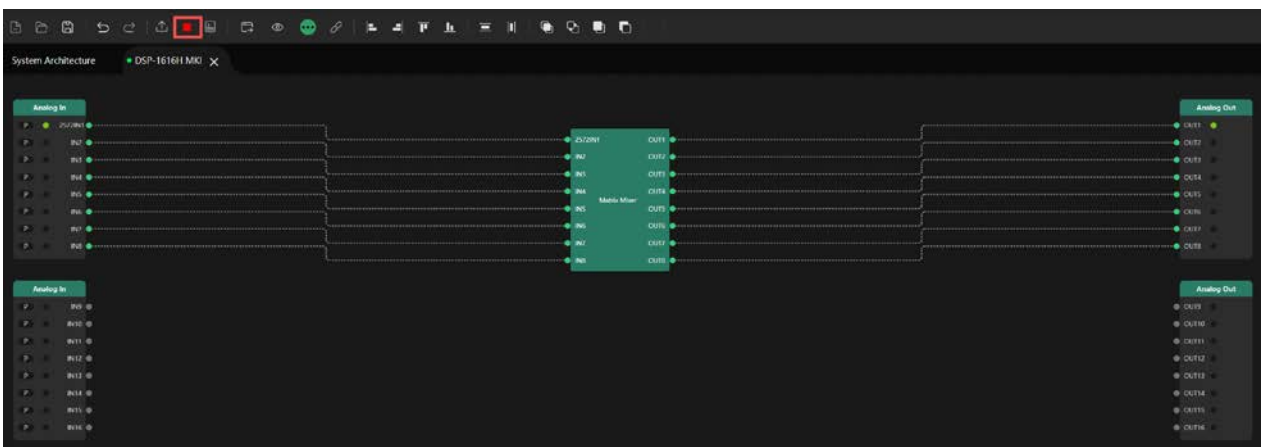 System Architecture
DSP-1616H.MKI
Analog In
P 2572IN1
P IN2
P IN3
P IN4
P IN5
P IN6
P IN7
P IN8
2572IN1 OUT1
IN2 OUT2
IN3 OUT3
IN4 OUT4
Matrix Mixer
IN5 OUT5
IN6 OUT6
IN7 OUT7
IN8 OUT8
Analog Out
OUT1
OUT2
OUT3
OUT4
OUT5
OUT6
OUT7
OUT8
Analog In
P IN9
P IN10
P IN11
P IN12
P IN13
P IN14
P IN15
P IN16
Analog Out
OUT9
OUT10
OUT11
OUT12
OUT13
OUT14
OUT15
OUT16